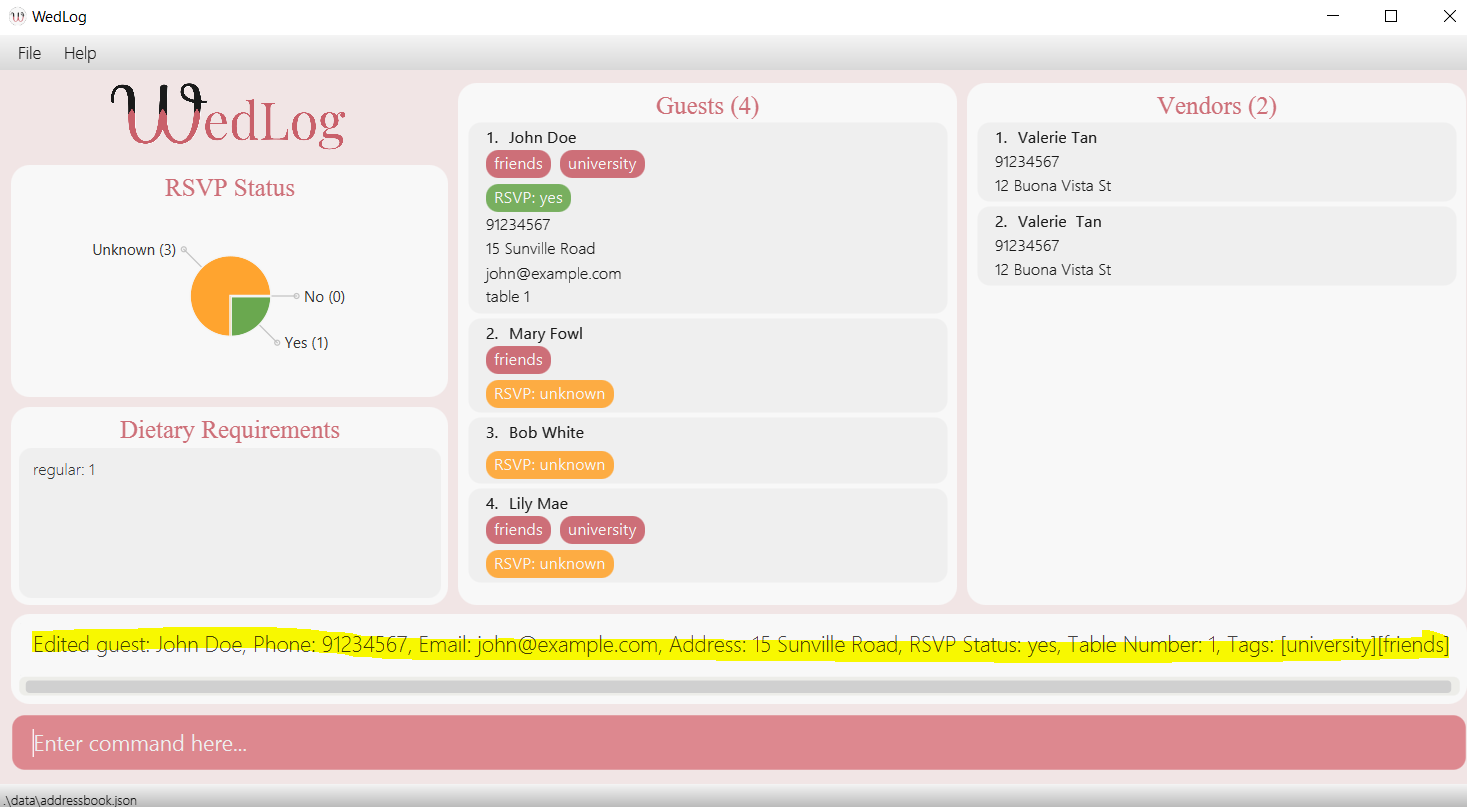 WedLog
File Help
WedLog
RSVP Status
Unknown (3)
No (0)
Yes (1)
Dietary Requirements
regular: 1
Guests (4)
1. John Doe
friends university
RSVP: yes
91234567
15 Sunville Road
john@example.com
table 1
2. Mary Fowl
friends
RSVP: unknown
3. Bob White
RSVP: unknown
4. Lily Mae
friends university
RSVP: unknown
Vendors (2)
1. Valerie Tan
91234567
12 Buona Vista St
2. Valerie  Tan
91234567
12 Buona Vista St
Edited guest: John Doe, Phone: 91234567, Email: john@example.com, Address: 15 Sunville Road, RSVP Status: yes, Table Number: 1, Tags: [university][friends]
Enter command here...
.\data\addressbook.json